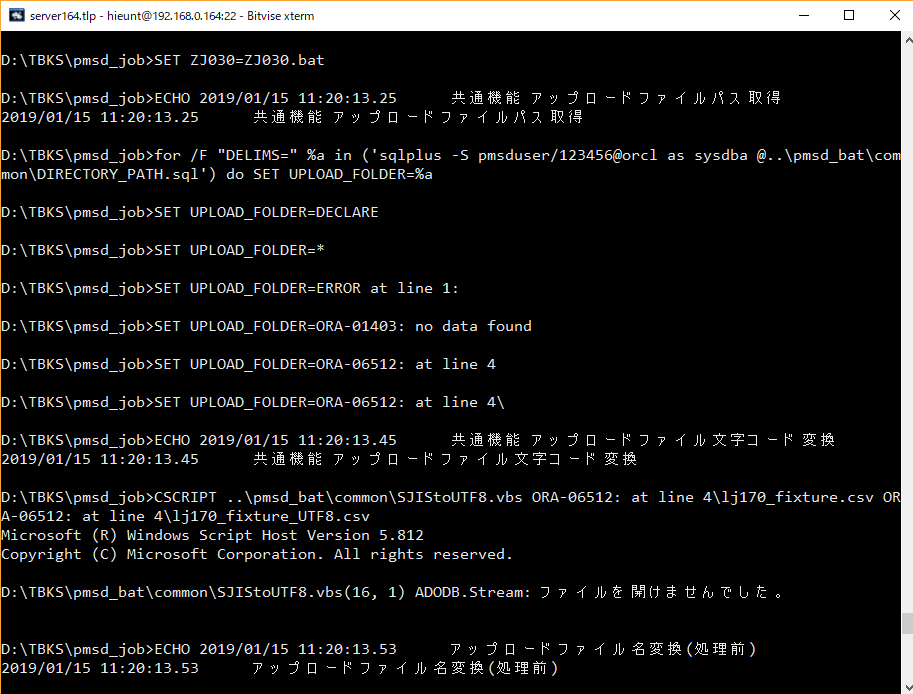 server164.tlp - hieunt@192.168.0.164:22 - Bitvise xterm
D:\TBKS\pmsd_job>SET ZJ030=ZJ030.bat
D:\TBKS\pmsd_job>ECHO 2019/01/15 11:20:13.25 共通機能 アップロードファイルパス取得
2019/01/15 11:20:13.25 共通機能 アップロードファイルパス取得
D:\TBKS\pmsd_job>for /F "DELIMS=" %a in ('sqlplus -S pmsduser/123456@orcl as sysdba @..\pmsd_bat\com
mon\DIRECTORY_PATH.sql') do SET UPLOAD_FOLDER=%a
D:\TBKS\pmsd_job>SET UPLOAD_FOLDER=DECLARE
D:\TBKS\pmsd_job>SET UPLOAD_FOLDER=*
D:\TBKS\pmsd_job>SET UPLOAD_FOLDER=ERROR at line 1:
D:\TBKS\pmsd_job>SET UPLOAD_FOLDER=ORA-01403: no data found
D:\TBKS\pmsd_job>SET UPLOAD_FOLDER=ORA-06512: at line 4
D:\TBKS\pmsd_job>SET UPLOAD_FOLDER=ORA-06512: at line 4\
D:\TBKS\pmsd_job>ECHO 2019/01/15 11:20:13.45 共通機能 アップロードファイル文字コード変換
2019/01/15 11:20:13.45 共通機能 アップロードファイル文字コード変換
D:\TBKS\pmsd_job>CSCRIPT ..\pmsd_bat\common\SJIStoUTF8.vbs ORA-06512: at line 4\lj170_fixture.csv OR
A-06512: at line 4\lj170_fixture_UTF8.csv
Microsoft (R) Windows Script Host Version 5.812
Copyright (C) Microsoft Corporation. All rights reserved.
D:\TBKS\pmsd_bat\common\SJIStoUTF8.vbs(16, 1) ADODB.Stream: ファイルを開けませんでした。
D:\TBKS\pmsd_job>ECHO 2019/01/15 11:20:13.53 アップロードファイル名変換(処理前)
2019/01/15 11:20:13.53 アップロードファイル名変換(処理前)